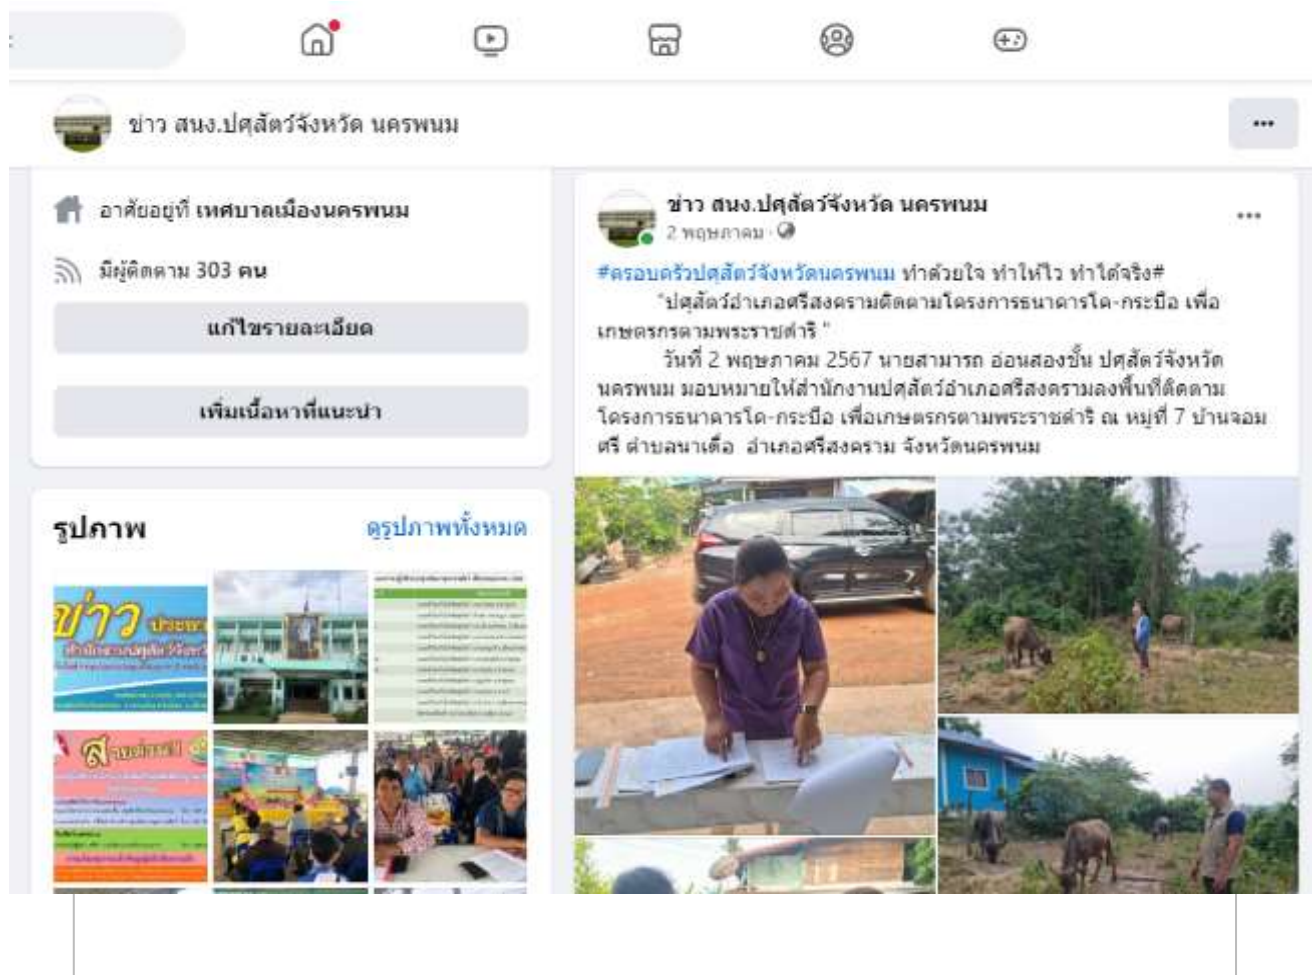 ข่าว สนง.ปศุสัตว์จังหวัด นครพนม
อาศัยอยู่ที่ เทศบาลเมืองนครพนม
มีผู้ติดตาม 303 คน
แก้ไขรายละเอียด
เพิ่มเนื้อหาที่แนะนำ
รูปภาพ
ดูรูปภาพทั้งหมด
ข่าว
ข่าว สนง.ปศุสัตว์จังหวัด นครพนม
2 พฤษภาคม ·
#ครอบครัวปศุสัตว์จังหวัดนครพนม ทำด้วยใจ ทำให้ไว ทำได้จริง#
"ปศุสัตว์อำเภอศรีสงครามติดตามโครงการธนาคารโค-กระบือ เพื่อ
เกษตรกรตามพระราชดำริ "
วันที่ 2 พฤษภาคม 2567 นายสามารถ อ่อนสองชั้น ปศุสัตว์จังหวัด
นครพนม มอบหมายให้สำนักงานปศุสัตว์อำเภอศรีสงครามลงพื้นที่ติดตาม
โครงการธนาคารโค-กระบือ เพื่อเกษตรกรตามพระราชดำริ ณ หมู่ที่ 7 บ้านจอม
ศรี ตำบลนาเดื่อ อำเภอศรีสงคราม จังหวัดนครพนม